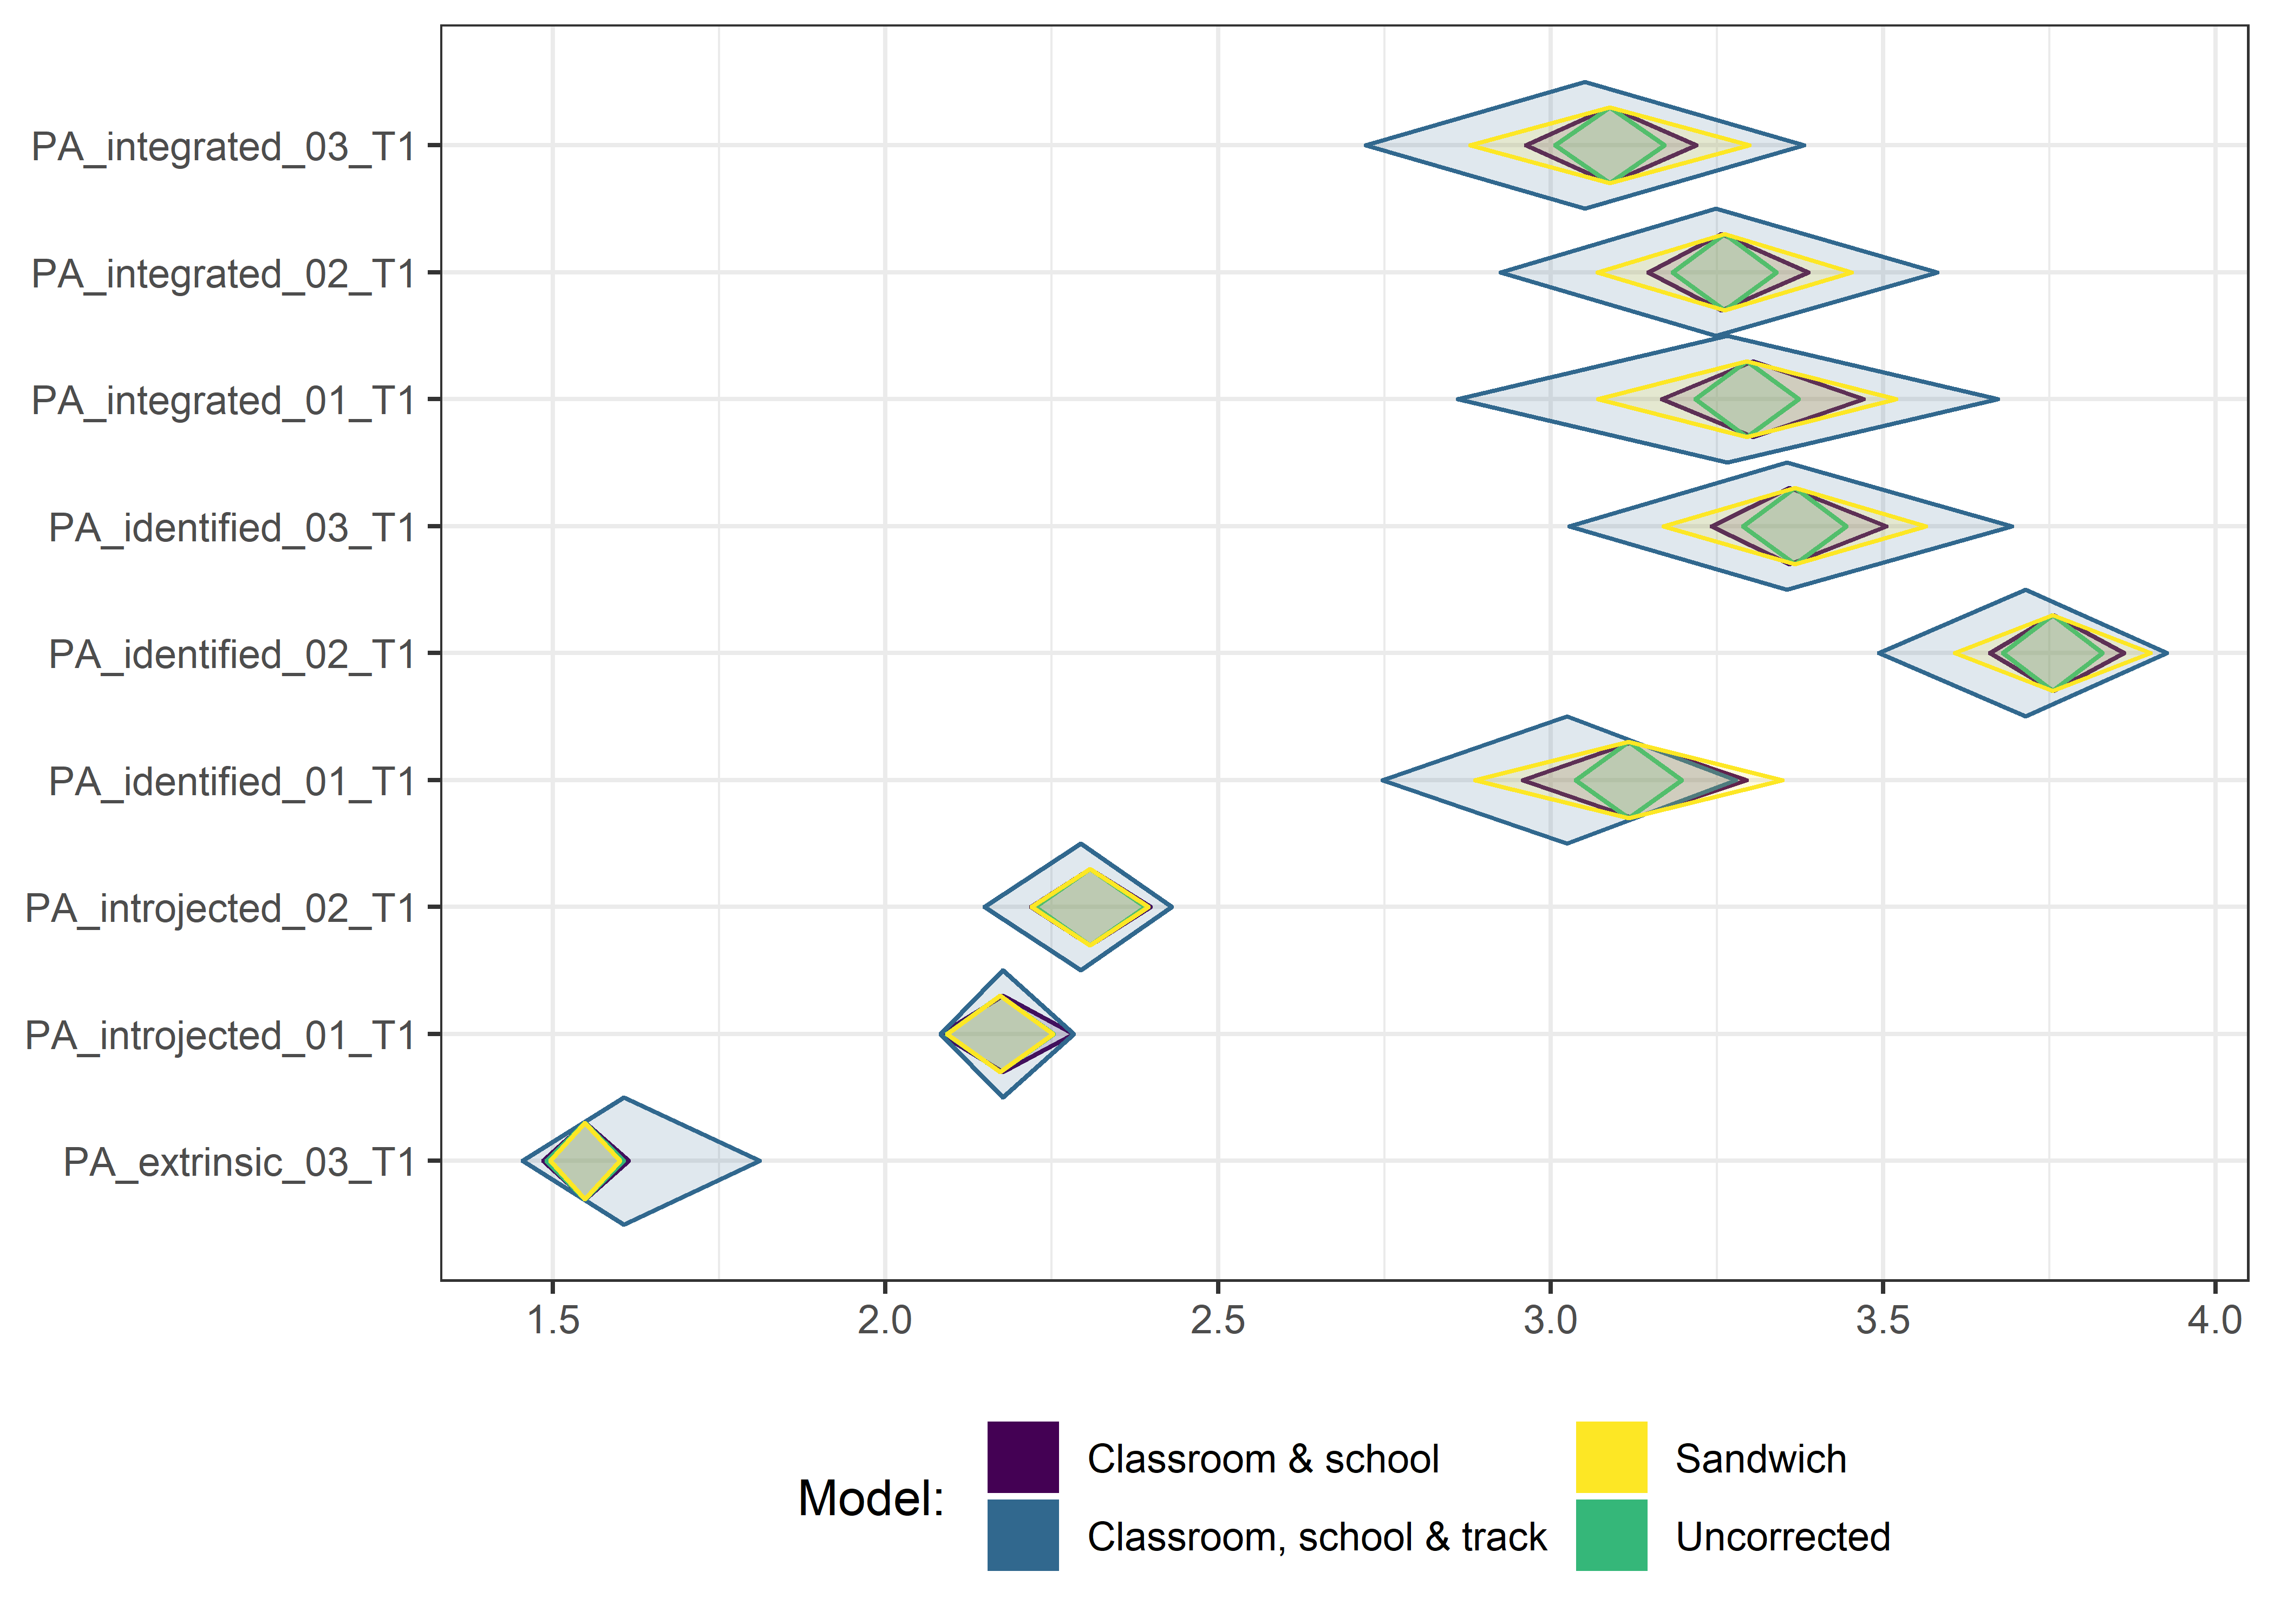 PA_integrated_03_T1
PA_integrated_02_T1
PA_integrated_01_T1
PA_identified_03_T1
PA_identified_02_T1
PA_identified_01_T1
PA_introjected_02_T1
PA_introjected_01_T1
PA_extrinsic_03_T1
1.5 2.0 2.5 3.0 3.5 4.0
Model:
Classroom & school
Classroom, school & track
Sandwich
Uncorrected